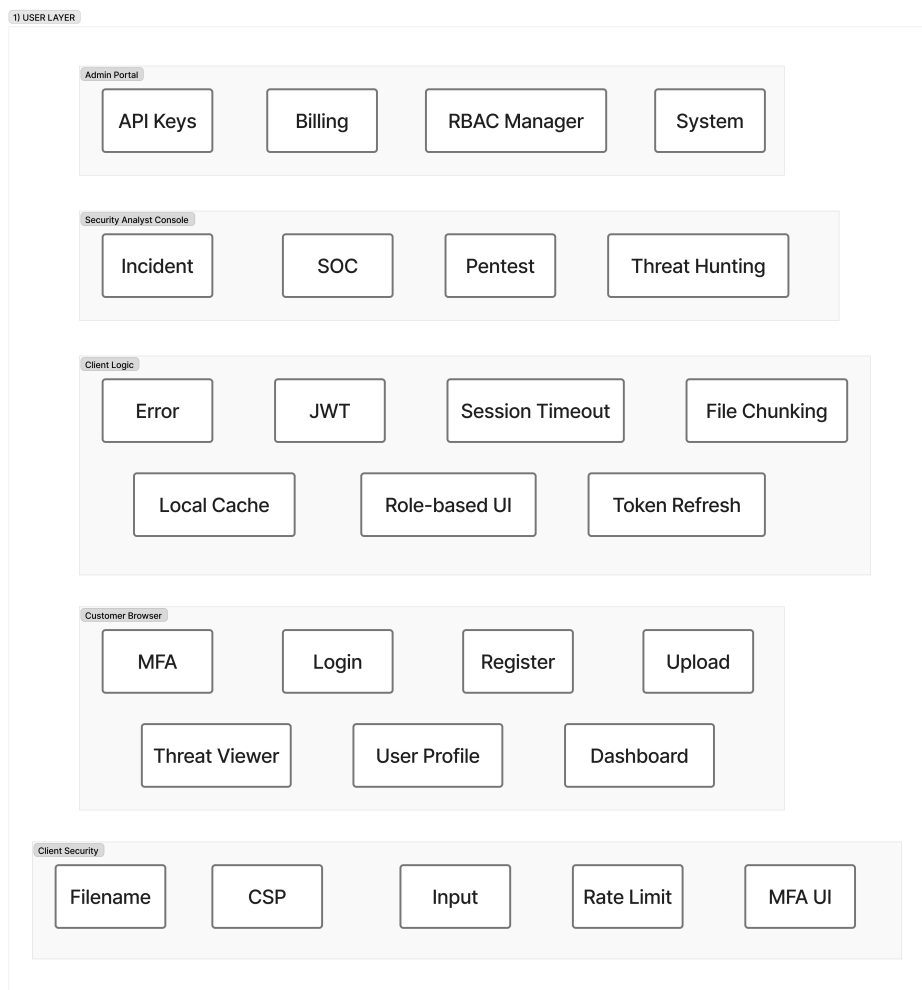 1) USER LAYER
Admin Portal
API Keys
Billing
RBAC Manager
System
Security Analyst Console
Incident
SOC
Pentest
Threat Hunting
Client Logic
Error
JWT
Session Timeout
File Chunking
Local Cache
Role-based UI
Token Refresh
Customer Browser
MFA
Login
Register
Upload
Threat Viewer
User Profile
Dashboard
Client Security
Filename
CSP
Input
Rate Limit
MFA UI